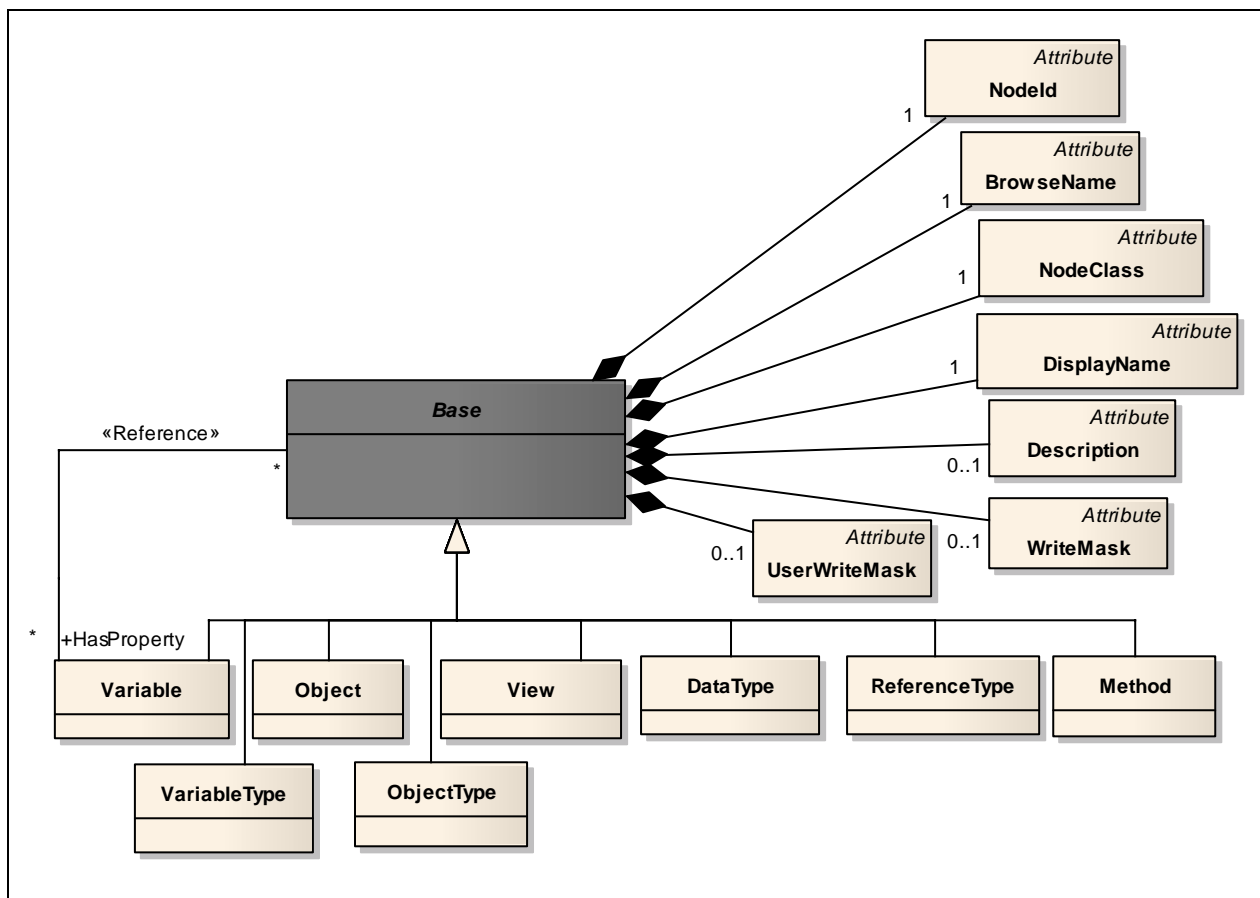 Attribute
NodeId
1
Attribute
BrowseName
1
Attribute
NodeClass
1
Attribute
DisplayName
1
Base
Attribute
Description
0..1
«Reference»
*
Attribute
WriteMask
0..1
Attribute
UserWriteMask
0..1
*
+HasProperty
Variable
Object
View
DataType
ReferenceType
Method
VariableType
ObjectType